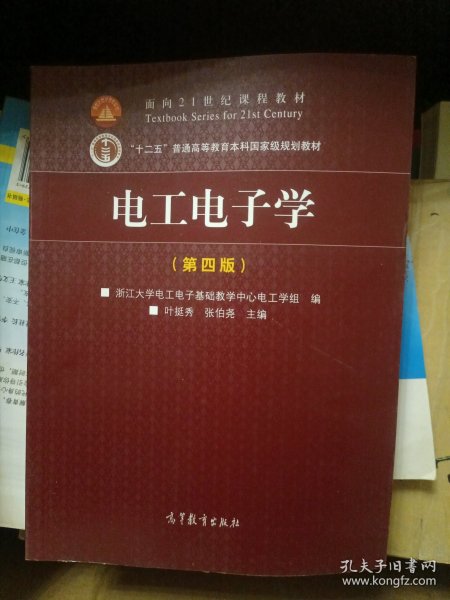 面向21世纪课程教材
Textbook Series for 21st Century
十二五
“十二五”普通高等教育本科国家级规划教材
电工电子学
（第四版）
■ 浙江大学电工电子基础教学中心电工学组 编
■ 叶挺秀 张伯尧 主编
高等教育出版社
孔夫子旧书网
www.kongfz.com